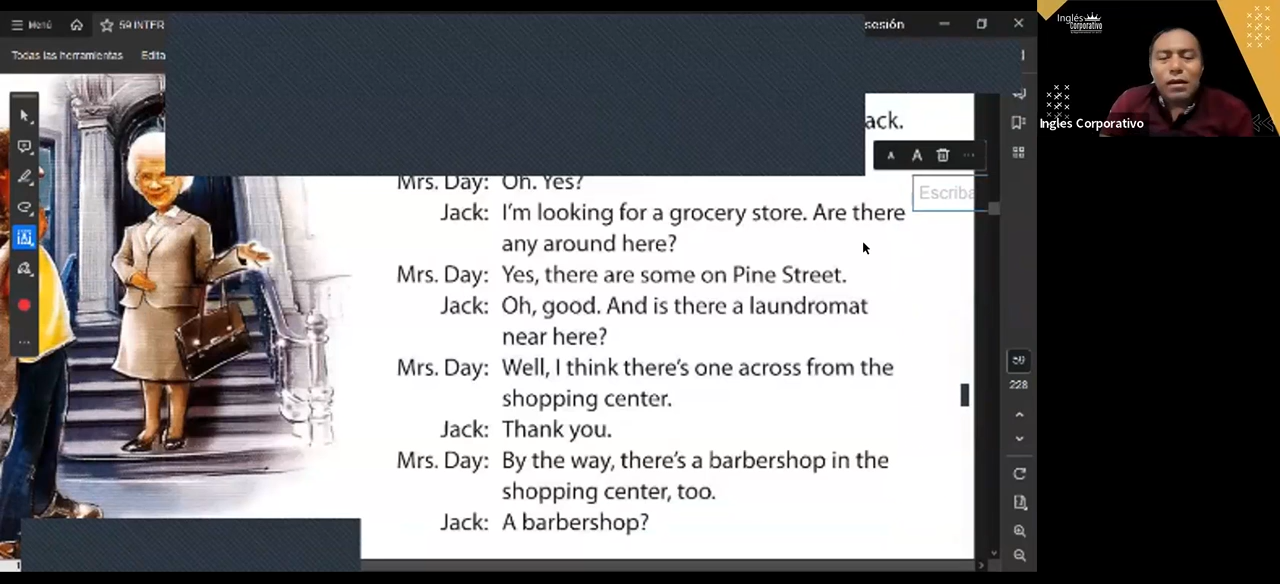 Menú
59 INTER
sesión
Todas las herramientas
Edita
ack.
A A
Mrs. Day: Oh. Yes?
Escriba
Jack: I'm looking for a grocery store. Are there
any around here?
Mrs. Day: Yes, there are some on Pine Street.
Jack: Oh, good. And is there a laundromat
near here?
Mrs. Day: Well, I think there's one across from the
shopping center.
Jack: Thank you.
Mrs. Day: By the way, there's a barbershop in the
shopping center, too.
Jack: A barbershop?
59
228
Inglés
Corporativo
Ingles Corporativo